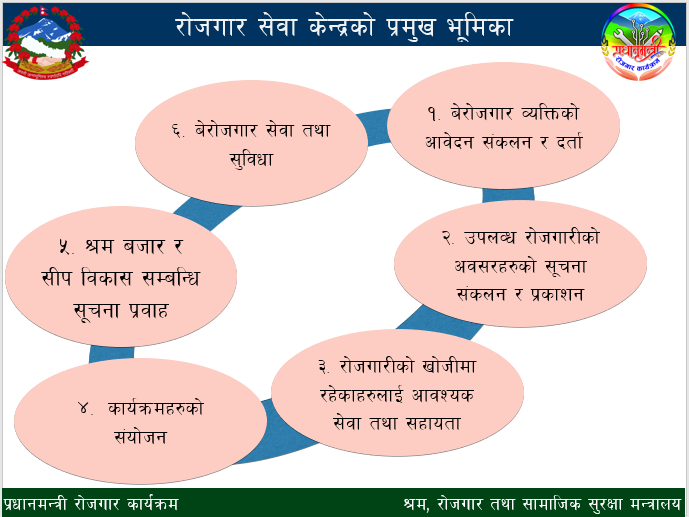 रोजगार सेवा केन्द्रको प्रमुख भूमिका
प्रधानमन्त्री
रोजगार कार्यक्रम
१. बेरोजगार व्यक्तिको
आवेदन संकलन र दर्ता
२. उपलब्ध रोजगारीको
अवसरहरुको सूचना
संकलन र प्रकाशन
३. रोजगारीको खोजीमा
रहेकाहरुलाई आवश्यक
सेवा तथा सहायता
४. कार्यक्रमहरुको
संयोजन
५. श्रम बजार र
सीप विकास सम्बन्धि
सूचना प्रवाह
६. बेरोजगार सेवा तथा
सुविधा
प्रधानमन्त्री रोजगार कार्यक्रम
श्रम, रोजगार तथा सामाजिक सुरक्षा मन्त्रालय